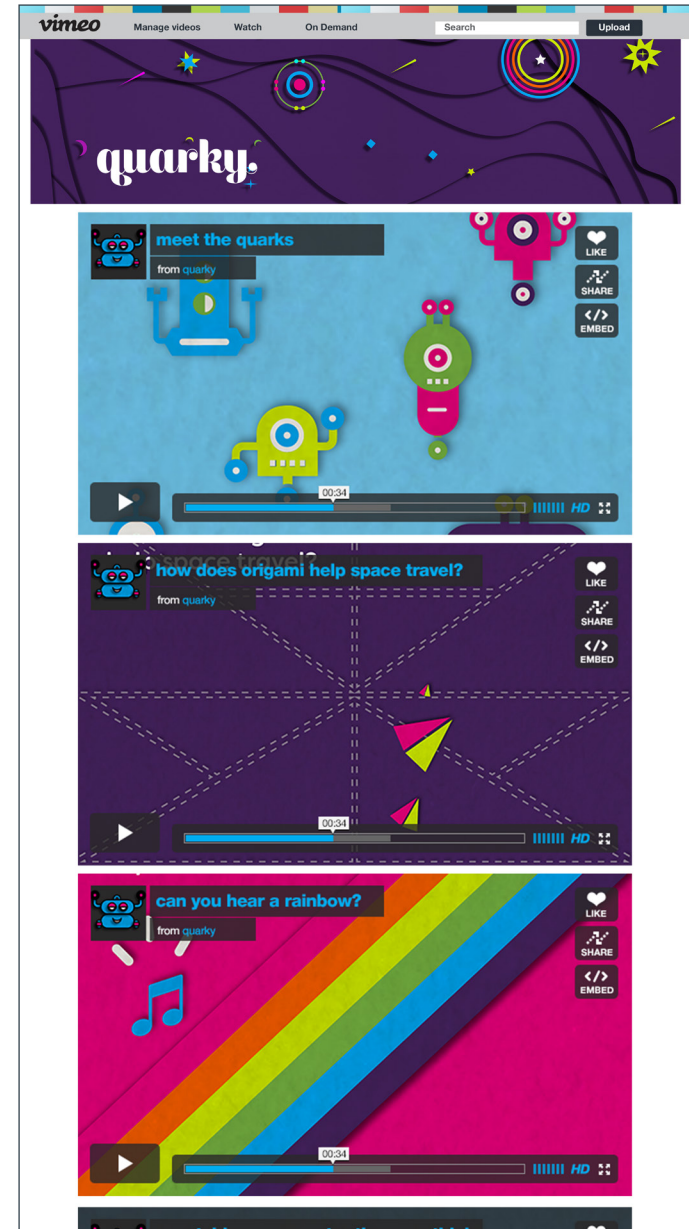 vimeo Manage videos Watch On Demand Search Upload
quarky.
meet the quarks
from quarky
LIKE
SHARE
</>
EMBED
00:34
HD
space travel?
how does origami help space travel?
from quarky
LIKE
SHARE
</>
EMBED
00:34
HD
can you hear a rainbow?
from quarky
LIKE
SHARE
</>
EMBED
00:34
HD